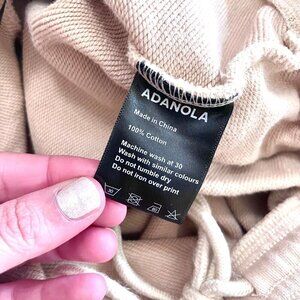 ADANOLA
Made in China
100% Cotton
Machine wash at 30
Wash with similar colours
Do not tumble dry
Do not iron over print
ADANOLA